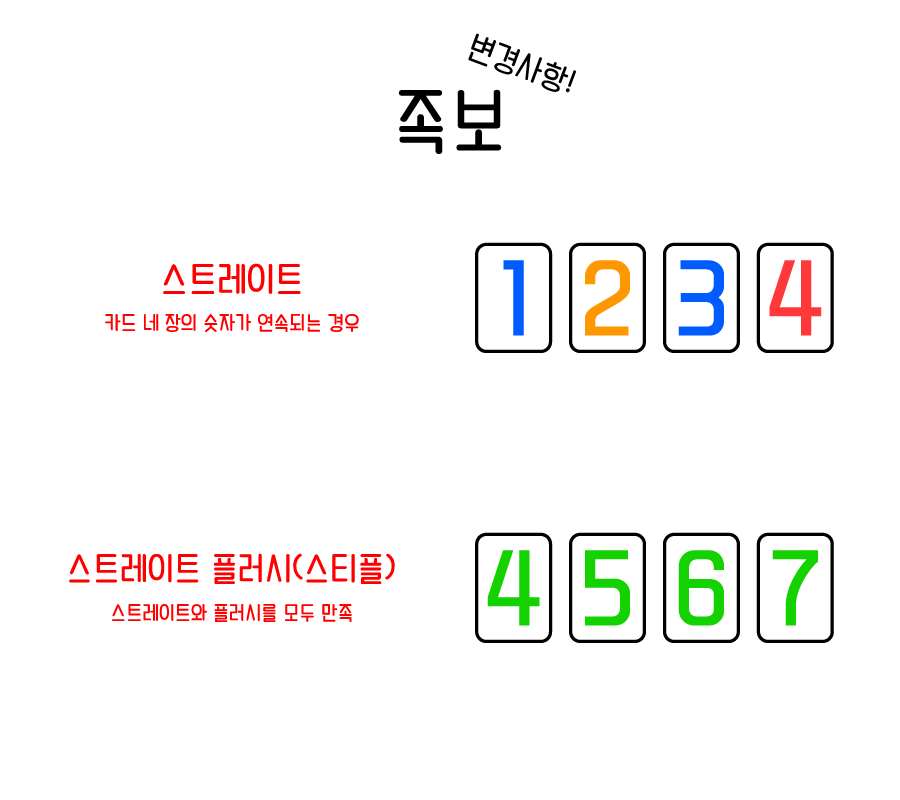 변경사항!
족보
스트레이트
카드 네 장의 숫자가 연속되는 경우
1 2 3 4
스트레이트 플러시(스티플)
스트레이트와 플러시를 모두 만족
4 5 6 7